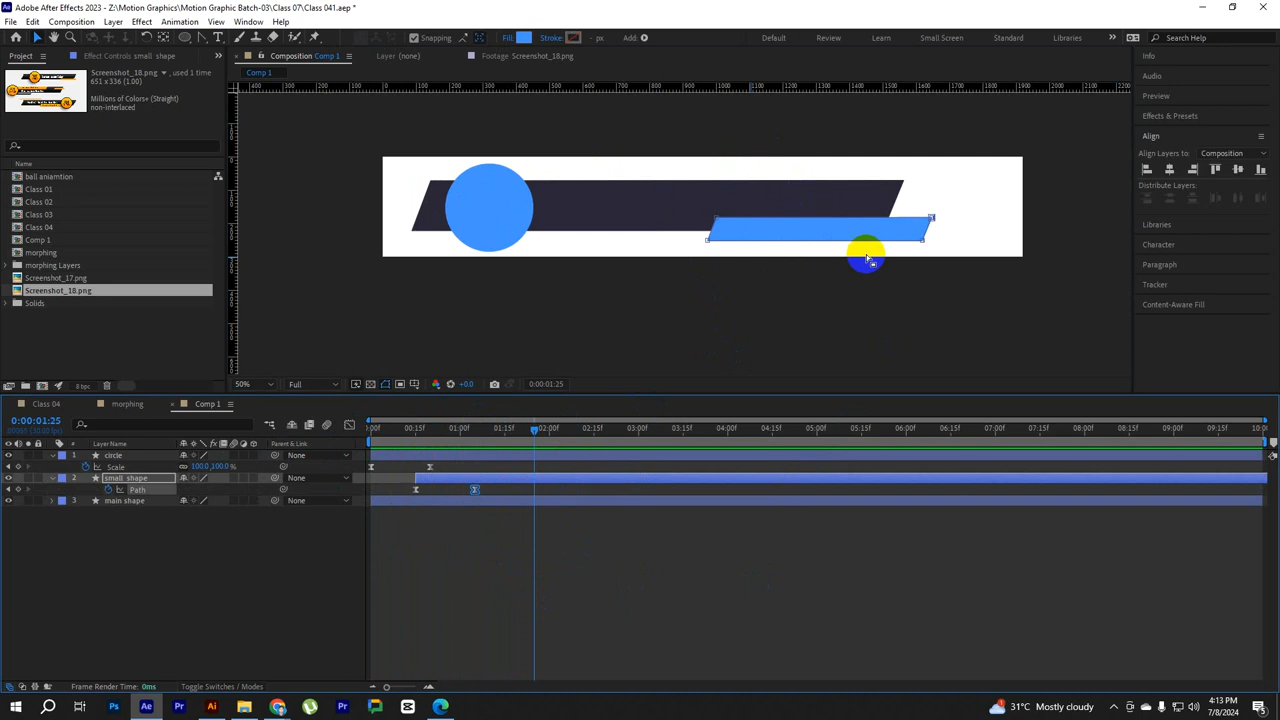 Adobe After Effects 2023 - Z:\Motion Graphics\Motion Graphic Batch-03\Class 07\Class 041.aep *
File Edit Composition Layer Effect Animation View Window Help
Snapping Fill: Stroke: - px Add: Default Review Learn Small Screen Standard Libraries Search Help
Project Effect Controls small shape Composition Comp 1 Layer (none) Footage Screenshot_18.png Info
Comp 1
Screenshot_18.png , used 1 time
651 x 336 (1.00)
Millions of Colors+ (Straight)
non-interlaced
Audio
Preview
Effects & Presets
Align
Align Layers to: Composition
Distribute Layers:
Libraries
Character
Paragraph
Tracker
Content-Aware Fill
Name
ball aniamtion
Class 01
Class 02
Class 03
Class 04
Comp 1
morphing
morphing Layers
Screenshot_17.png
Screenshot_18.png
Solids
8 bpc
50% Full +0.0 0:00:01:25
Class 04 morphing Comp 1
0:00:01:25
00:15f 01:00f 01:15f 02:00f 02:15f 03:00f 03:15f 04:00f 04:15f 05:00f 05:15f 06:00f 06:15f 07:00f 07:15f 08:00f 08:15f 09:00f 09:15f
# Layer Name Parent & Link
1 circle None
Scale 100.0,100.0%
2 small shape None
Path
3 main shape None
Frame Render Time: 0ms Toggle Switches / Modes
31°C Mostly cloudy
4:13 PM
7/8/2024